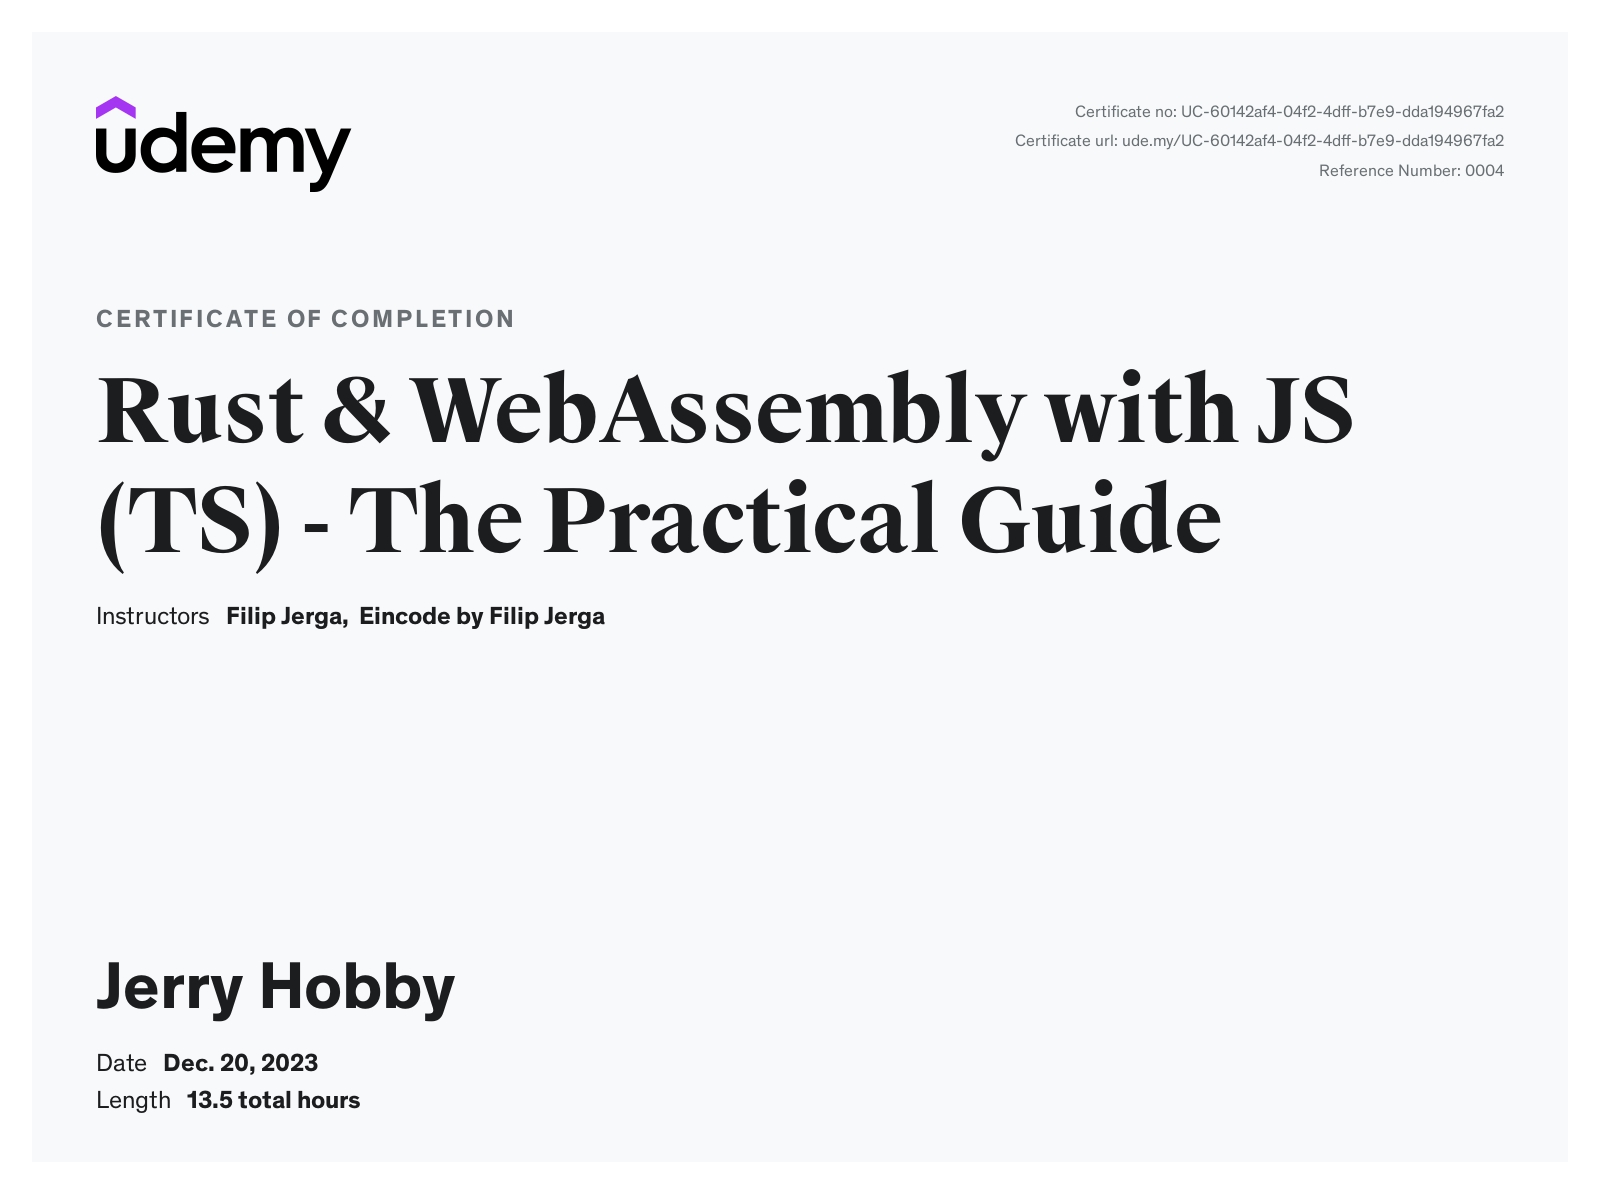 udemy
Certificate no: UC-60142af4-04f2-4dff-b7e9-dda194967fa2
Certificate url: ude.my/UC-60142af4-04f2-4dff-b7e9-dda194967fa2
Reference Number: 0004
CERTIFICATE OF COMPLETION
Rust & WebAssembly with JS
(TS) - The Practical Guide
Instructors Filip Jerga, Eincode by Filip Jerga
Jerry Hobby
Date Dec. 20, 2023
Length 13.5 total hours